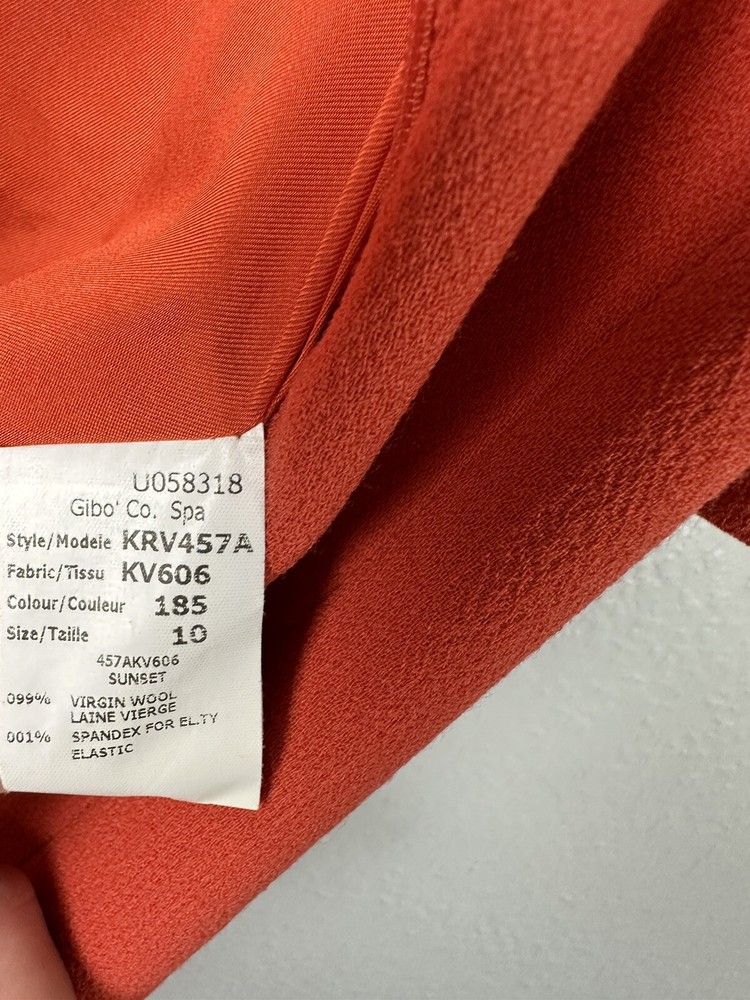 U058318
Gibo' Co. Spa
Style/Modele KRV457A
Fabric/Tissu KV606
Colour/Couleur 185
Size/Taille 10
457AKV606
SUNSET
099% VIRGIN WOOL
LAINE VIERGE
001% SPANDEX FOR EL.TY
ELASTIC